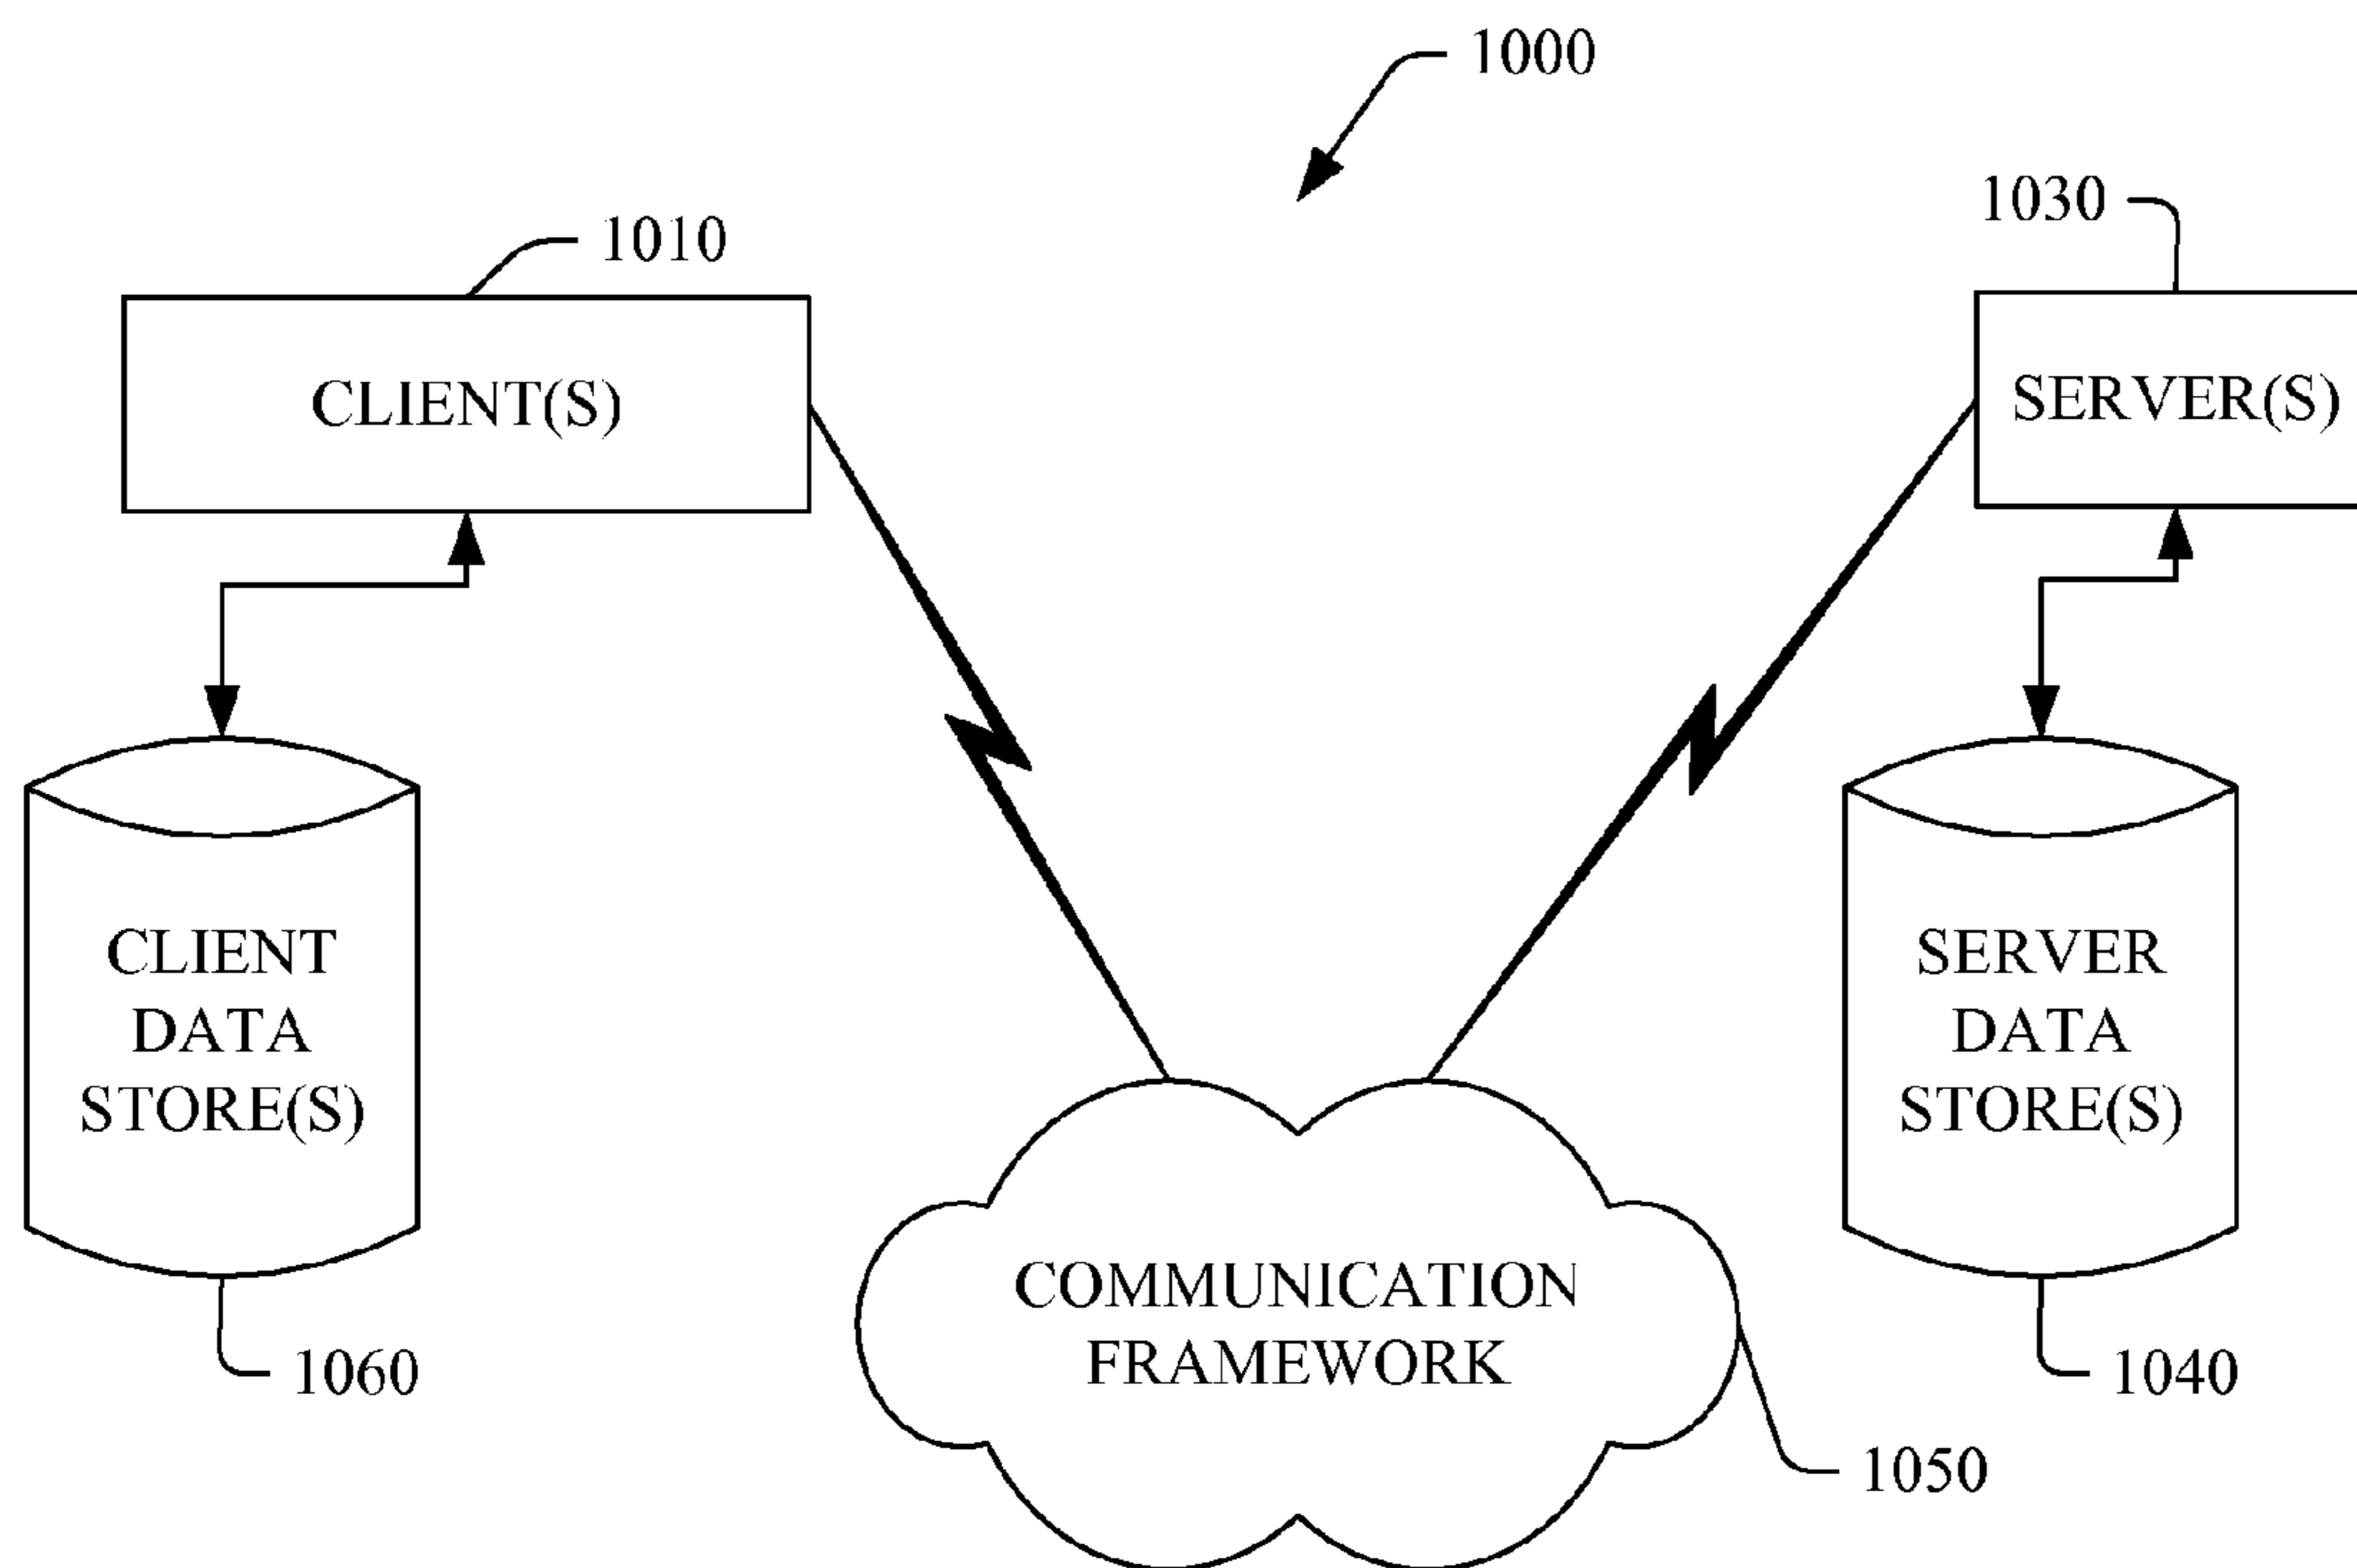 1000
1010
1030
CLIENT(S)
SERVER(S)
CLIENT
DATA
STORE(S)
SERVER
DATA
STORE(S)
COMMUNICATION
FRAMEWORK
1060
1040
1050